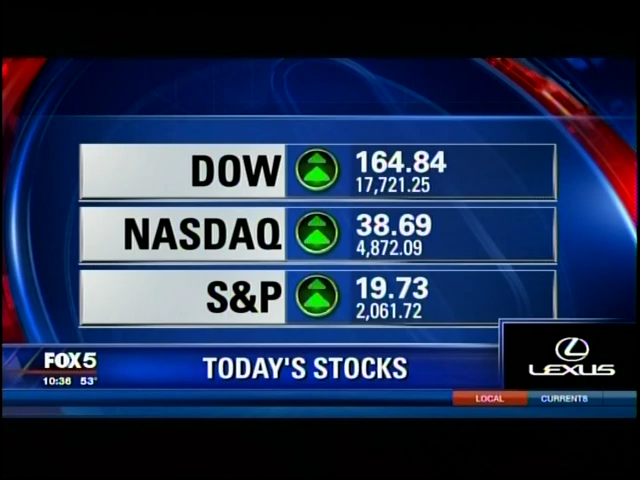 DOW
164.84
17,721.25
NASDAQ
38.69
4,872.09
S&P
19.73
2,061.72
FOX5
10:36 53°
TODAY'S STOCKS
LEXUS
LOCAL
CURRENTS